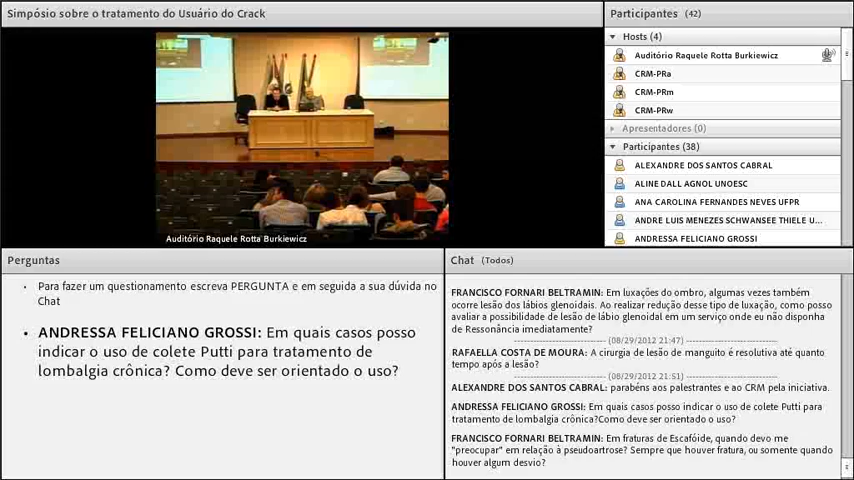 Simpósio sobre o tratamento do Usuário do Crack
Auditório Raquele Rotta Burkiewicz
Participantes (42)
Hosts (4)
Auditório Raquele Rotta Burkiewicz
CRM-PRa
CRM-PRm
CRM-PRw
Apresentadores (0)
Participantes (38)
ALEXANDRE DOS SANTOS CABRAL
ALINE DALL AGNOL UNOESC
ANA CAROLINA FERNANDES NEVES UFPR
ANDRE LUIS MENEZES SCHWANSEE THIELE U...
ANDRESSA FELICIANO GROSSI
Perguntas
Para fazer um questionamento escreva PERGUNTA e em seguida a sua dúvida no
Chat
ANDRESSA FELICIANO GROSSI: Em quais casos posso
indicar o uso de colete Putti para tratamento de
lombalgia crônica? Como deve ser orientado o uso?
Chat (Todos)
FRANCISCO FORNARI BELTRAMIN: Em luxações do ombro, algumas vezes também
ocorre lesão dos lábios glenoidais. Ao realizar redução desse tipo de luxação, como posso
avaliar a possibilidade de lesão de lábio glenoidal em um serviço onde eu não disponha
de Ressonância imediatamente?
(08/29/2012 21:47)
RAFAELLA COSTA DE MOURA: A cirurgia de lesão de manguito é resolutiva até quanto
tempo após a lesão?
(08/29/2012 21:51)
ALEXANDRE DOS SANTOS CABRAL: parabéns aos palestrantes e ao CRM pela iniciativa.
ANDRESSA FELICIANO GROSSI: Em quais casos posso indicar o uso de colete Putti para
tratamento de lombalgia crônica?Como deve ser orientado o uso?
FRANCISCO FORNARI BELTRAMIN: Em fraturas de Escafóide, quando devo me
"preocupar" em relação à pseudoartrose? Sempre que houver fratura, ou somente quando
houver algum desvio?